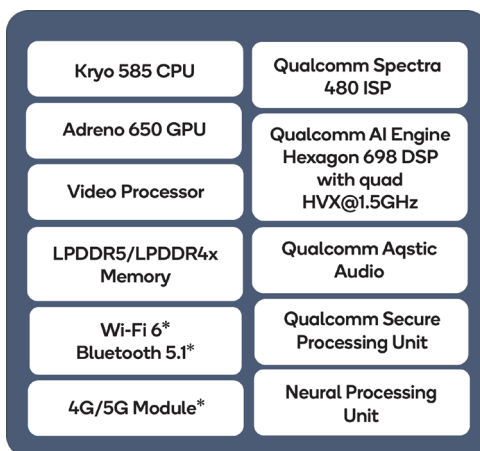 Kryo 585 CPU
Adreno 650 GPU
Video Processor
LPDDR5/LPDDR4x
Memory
Wi-Fi 6*
Bluetooth 5.1*
4G/5G Module*
Qualcomm Spectra
480 ISP
Qualcomm AI Engine
Hexagon 698 DSP
with quad
HVX@1.5GHz
Qualcomm Aqstic
Audio
Qualcomm Secure
Processing Unit
Neural Processing
Unit